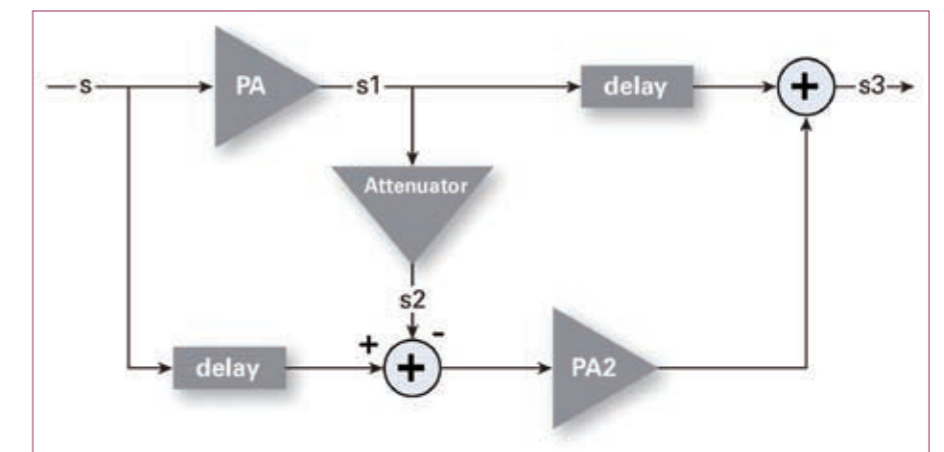 s
PA
s1
delay
+
s3
Attenuator
s2
+
-
delay
+
PA2